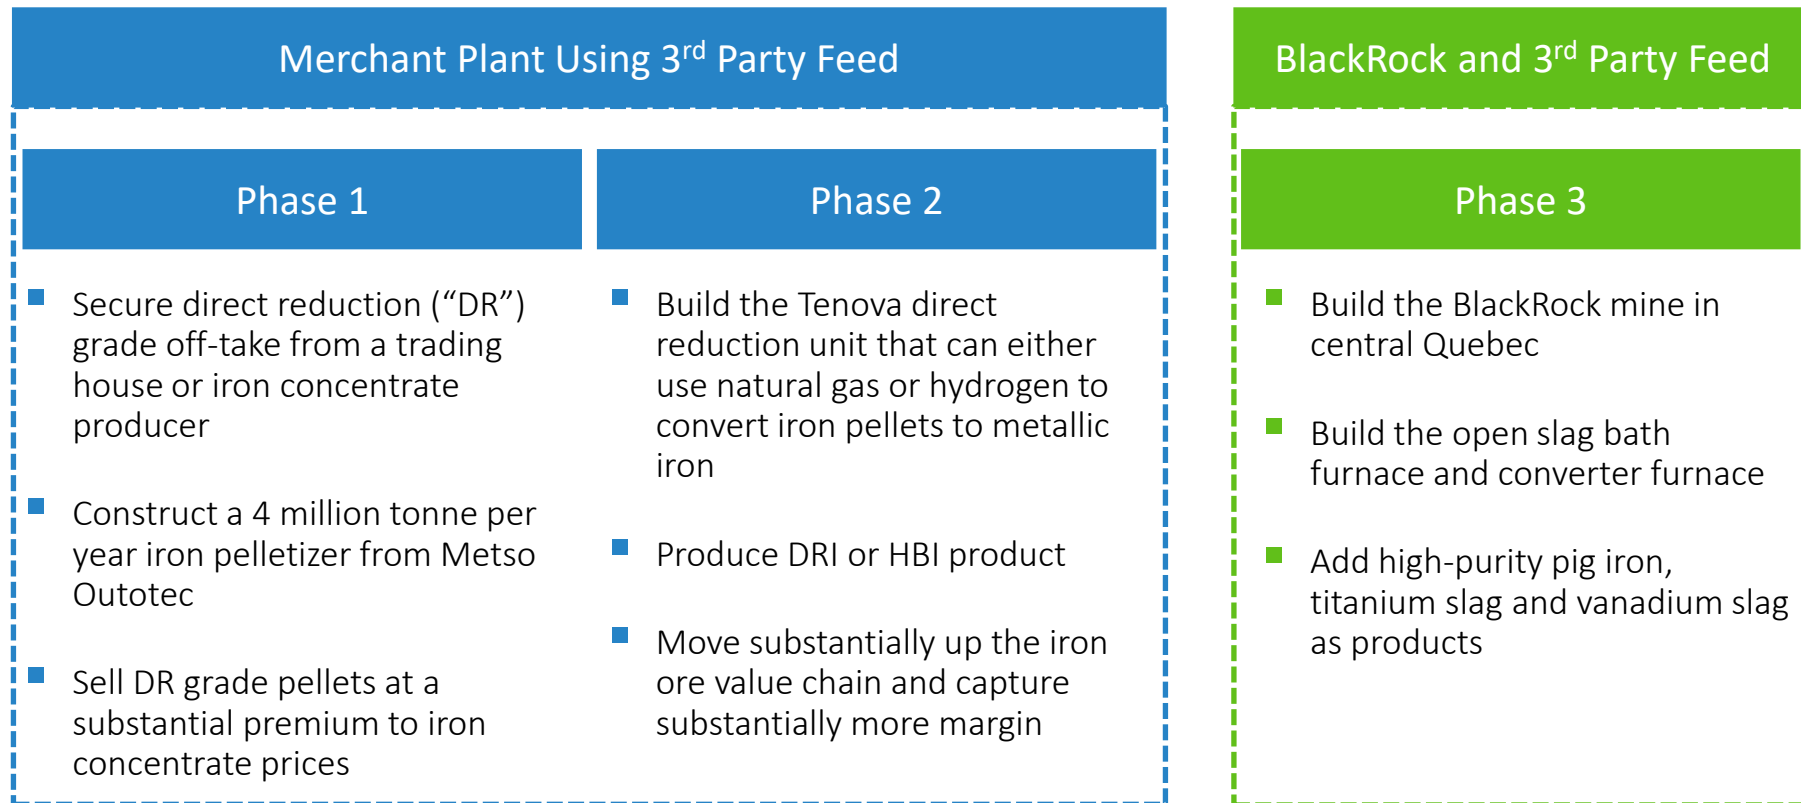 Merchant Plant Using 3rd Party Feed
Phase 1
Secure direct reduction (“DR”)
grade off-take from a trading
house or iron concentrate
producer
Construct a 4 million tonne per
year iron pelletizer from Metso
Outotec
Sell DR grade pellets at a
substantial premium to iron
concentrate prices
Phase 2
Build the Tenova direct
reduction unit that can either
use natural gas or hydrogen to
convert iron pellets to metallic
iron
Produce DRI or HBI product
Move substantially up the iron
ore value chain and capture
substantially more margin
BlackRock and 3rd Party Feed
Phase 3
Build the BlackRock mine in
central Quebec
Build the open slag bath
furnace and converter furnace
Add high-purity pig iron,
titanium slag and vanadium slag
as products